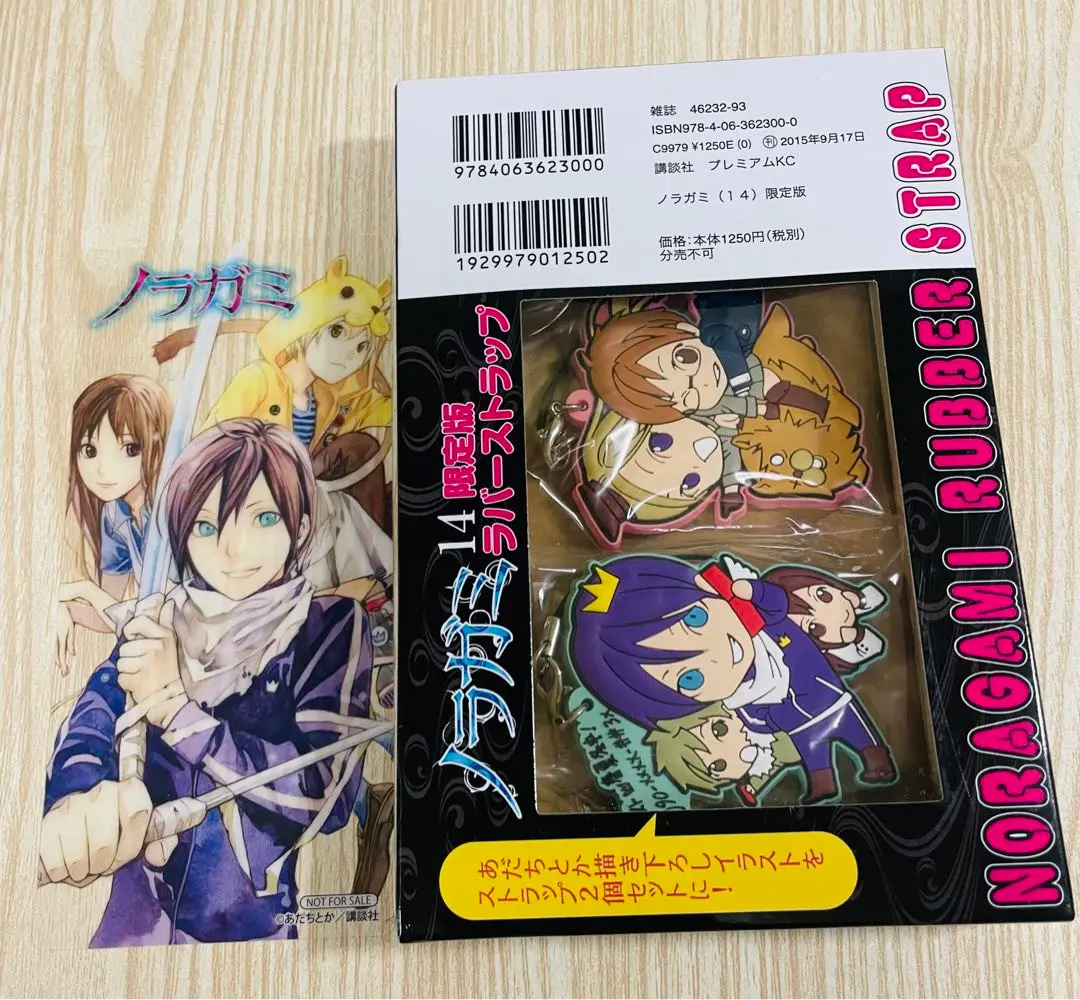 ノラガミ
NOT FOR SALE
©あだちとか／講談社
9784063623000
1929979012502
雑誌 46232-93
ISBN978-4-06-362300-0
C9979 ¥1250E (0) ㊕ 2015年9月17日
講談社 プレミアムKC
ノラガミ（１４）限定版
価格：本体1250円（税別）
分売不可
ノラガミ 14 限定版
ラバーストラップ
NORAGAMI RUBBER STRAP
あだちとか描き下ろしイラストを
ストラップ2個セットに！